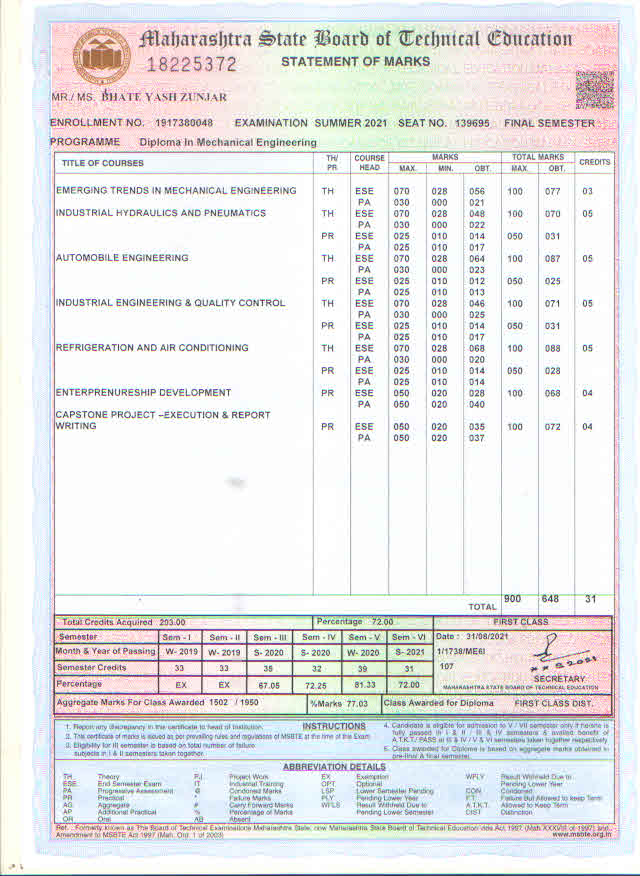 Maharashtra State Board of Technical Education
18225372
STATEMENT OF MARKS
MR./ MS. BHATE YASH ZUNJAR
ENROLLMENT NO. 1917380048 EXAMINATION SUMMER 2021 SEAT NO. 139695 FINAL SEMESTER
PROGRAMME Diploma In Mechanical Engineering
TITLE OF COURSES TH/ PR COURSE HEAD MARKS MAX. MIN. OBT. TOTAL MARKS MAX. OBT. CREDITS
EMERGING TRENDS IN MECHANICAL ENGINEERING TH ESE 070 028 056 100 077 03
PA 030 000 021
INDUSTRIAL HYDRAULICS AND PNEUMATICS TH ESE 070 028 048 100 070 05
PA 030 000 022
PR ESE 025 010 014 050 031
PA 025 010 017
AUTOMOBILE ENGINEERING TH ESE 070 028 064 100 087 05
PA 030 000 023
PR ESE 025 010 012 050 025
PA 025 010 013
INDUSTRIAL ENGINEERING & QUALITY CONTROL TH ESE 070 028 046 100 071 05
PA 030 000 025
PR ESE 025 010 014 050 031
PA 025 010 017
REFRIGERATION AND AIR CONDITIONING TH ESE 070 028 068 100 088 05
PA 030 000 020
PR ESE 025 010 014 050 028
PA 025 010 014
ENTERPRENURESHIP DEVELOPMENT PR ESE 050 020 028 100 068 04
PA 050 020 040
CAPSTONE PROJECT –EXECUTION & REPORT
WRITING PR ESE 050 020 035 100 072 04
PA 050 020 037
TOTAL 900 648 31
Total Credits Acquired 203.00 Percentage 72.00 FIRST CLASS
Semester Sem - I Sem - II Sem - III Sem - IV Sem - V Sem - VI Date : 31/08/2021
Month & Year of Passing W- 2019 W- 2019 S- 2020 S- 2020 W- 2020 S- 2021 1/1738/ME6I
Semester Credits 33 33 35 32 39 31 107
Percentage EX EX 67.05 72.25 81.33 72.00
SECRETARY
MAHARASHTRA STATE BOARD OF TECHNICAL EDUCATION
Aggregate Marks For Class Awarded 1502 / 1950 %Marks 77.03 Class Awarded for Diploma FIRST CLASS DIST.
INSTRUCTIONS
1. Report any discrepancy in this certificate to head of Institution.
2. This certificate of marks is issued as per prevailing rules and regulations of MSBTE at the time of the Exam
3. Eligibility for III semester is based on total number of failure
subjects in I & II semesters taken together.
4. Candidate is eligible for admission to V / VII semester only if he/she is
fully passed in I & II / III & IV semesters & availed benefit of
A.T.K.T./ PASS at III & IV / V & VI semesters taken together respectively
5. Class awarded for Diploma is based on aggregate marks obtained in
pre-final & final semester.
ABBREVIATION DETAILS
TH Theory PJ Project Work EX Exemption WFLY Result Withheld Due to
ESE End Semester Exam IT Industrial Training OPT Optional Pending Lower Year
PA Progressive Assessment @ Condoned Marks LSP Lower Semester Pending CON Condoned
PR Practical * Failure Marks PLY Pending Lower Year F.T. Failure But Allowed to Keep Term
AG Aggregate # Carry Forward Marks WFLS Result Withheld Due to A.T.K.T. Allowed to Keep Term
AP Additional Practical % Percentage of Marks Pending Lower Semester DIST Distinction
OR Oral AB Absent
Ref. : Formerly known as The Board of Technical Examinations Maharashtra State, now Maharashtra State Board of Technical Education vide Act 1997 (Mah.XXXVIII of 1997) and
Amendment to MSBTE Act 1997 (Mah. Ord. 1 of 2003) www.msbte.org.in